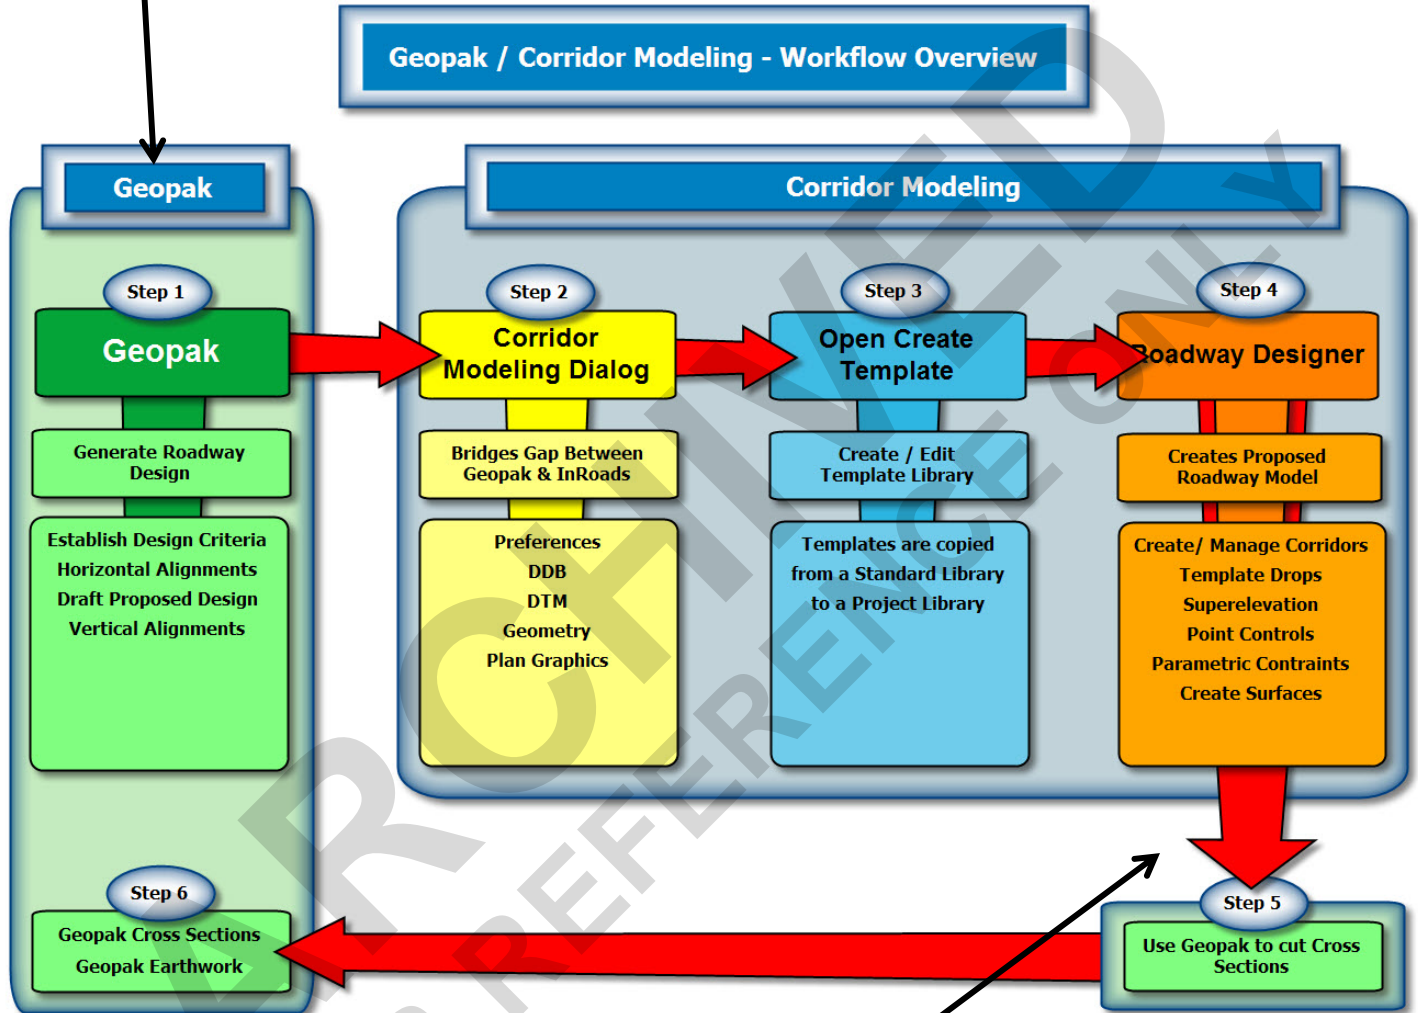 Geopak / Corridor Modeling - Workflow Overview
Geopak
Corridor Modeling
Step 1
Geopak
Generate Roadway
Design
Establish Design Criteria
Horizontal Alignments
Draft Proposed Design
Vertical Alignments
Step 2
Corridor
Modeling Dialog
Bridges Gap Between
Geopak & InRoads
Preferences
DDB
DTM
Geometry
Plan Graphics
Step 3
Open Create
Template
Create / Edit
Template Library
Templates are copied
from a Standard Library
to a Project Library
Step 4
Roadway Designer
Creates Proposed
Roadway Model
Create/ Manage Corridors
Template Drops
Superelevation
Point Controls
Parametric Contraints
Create Surfaces
Step 5
Use Geopak to cut Cross
Sections
Step 6
Geopak Cross Sections
Geopak Earthwork
ARCHIVED
REFERENCE ONLY